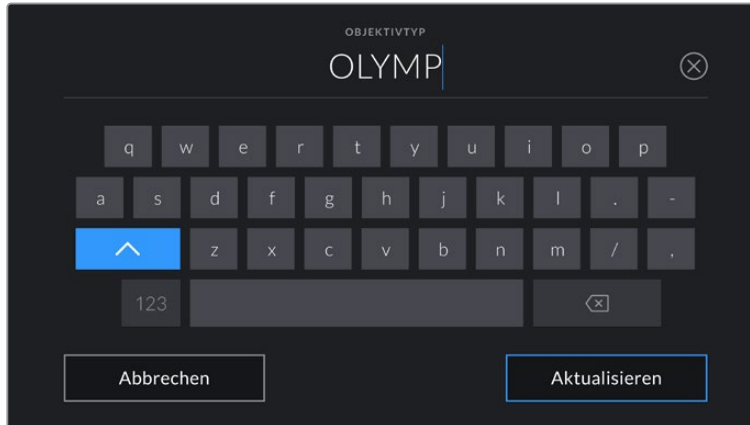 OBJEKTIVTYP
OLYMP
q w e r t y u i o p
a s d f g h j k l . -
z x c v b n m / ,
123
Abbrechen Aktualisieren